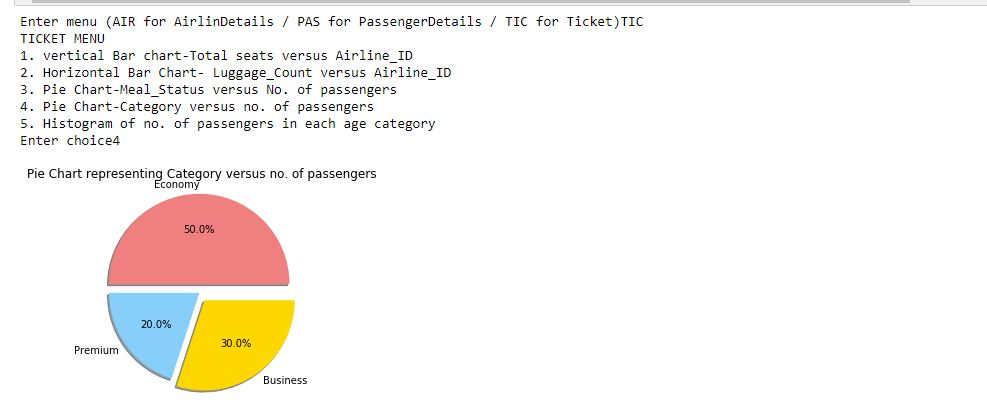 Enter menu (AIR for AirlinDetails / PAS for PassengerDetails / TIC for Ticket)TIC
TICKET MENU
1. vertical Bar chart-Total seats versus Airline_ID
2. Horizontal Bar Chart- Luggage_Count versus Airline_ID
3. Pie Chart-Meal_Status versus No. of passengers
4. Pie Chart-Category versus no. of passengers
5. Histogram of no. of passengers in each age category
Enter choice4
Pie Chart representing Category versus no. of passengers
Economy
50.0%
20.0%
30.0%
Premium
Business